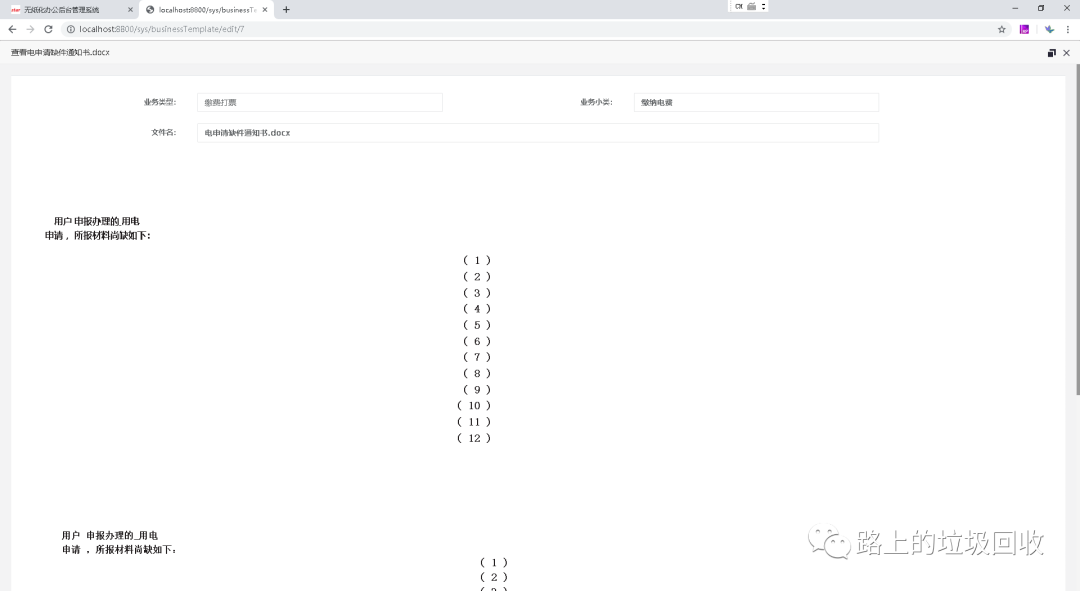 无纸化办公后台管理系统
localhost:8800/sys/businessTe
CH
localhost:8800/sys/businessTemplate/edit/7
查看电申请缺件通知书.docx
业务类型: 缴费打票 业务小类: 缴纳电费
文件名: 电申请缺件通知书.docx
用户 申报办理的 用电
申请 ,所报材料尚缺如下:
( 1 )
( 2 )
( 3 )
( 4 )
( 5 )
( 6 )
( 7 )
( 8 )
( 9 )
( 10 )
( 11 )
( 12 )
用户 申报办理的_用电
申请 ,所报材料尚缺如下:
( 1 )
( 2 )
路上的垃圾回收